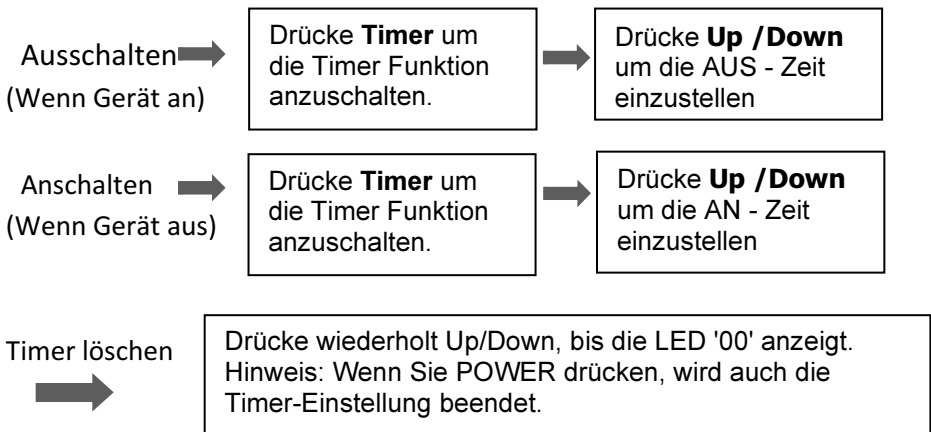 Ausschalten
(Wenn Gerät an)
Drücke Timer um
die Timer Funktion
anzuschalten.
Drücke Up /Down
um die AUS - Zeit
einzustellen
Anschalten
(Wenn Gerät aus)
Drücke Timer um
die Timer Funktion
anzuschalten.
Drücke Up /Down
um die AN - Zeit
einzustellen
Timer löschen
Drücke wiederholt Up/Down, bis die LED '00' anzeigt.
Hinweis: Wenn Sie POWER drücken, wird auch die
Timer-Einstellung beendet.